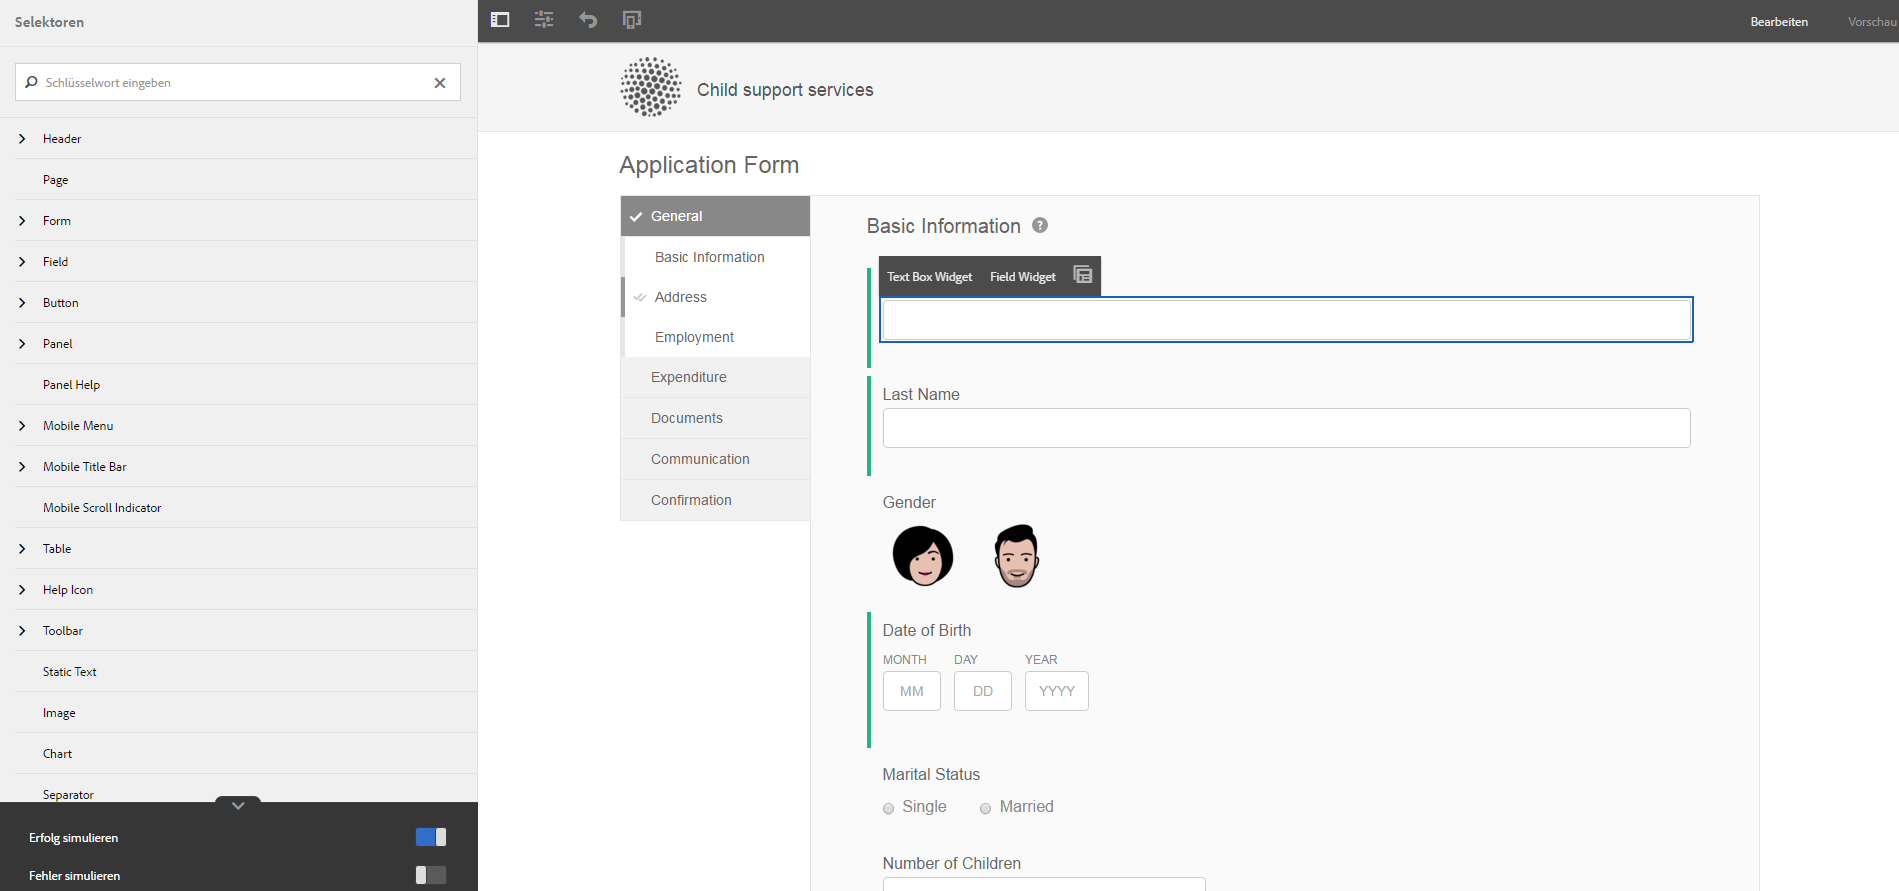 Selektoren
Schlüsselwort eingeben
Header
Page
Form
Field
Button
Panel
Panel Help
Mobile Menu
Mobile Title Bar
Mobile Scroll Indicator
Table
Help Icon
Toolbar
Static Text
Image
Chart
Separator
Erfolg simulieren
Fehler simulieren
Bearbeiten Vorschau
Child support services
Application Form
General
Basic Information
Address
Employment
Expenditure
Documents
Communication
Confirmation
Basic Information ?
Text Box Widget Field Widget
Last Name
Gender
Date of Birth
MONTH DAY YEAR
MM DD YYYY
Marital Status
Single Married
Number of Children